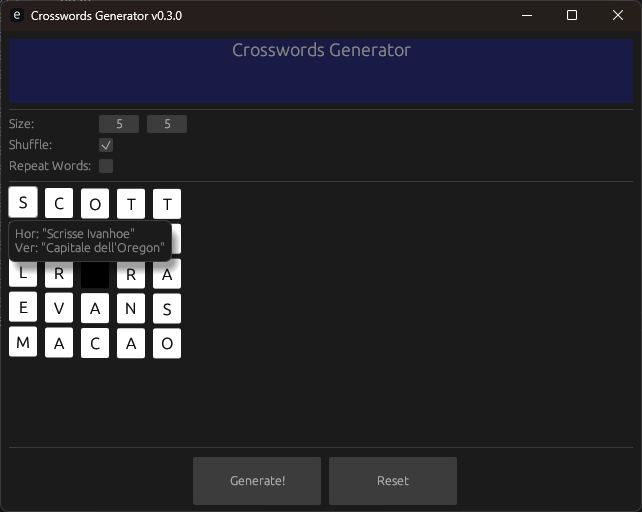 e Crosswords Generator v0.3.0
Crosswords Generator
Size: 5 5
Shuffle:
Repeat Words:
S C O T T
Hor: "Scrisse Ivanhoe"
Ver: "Capitale dell'Oregon"
L R R A
E V A N S
M A C A O
Generate! Reset